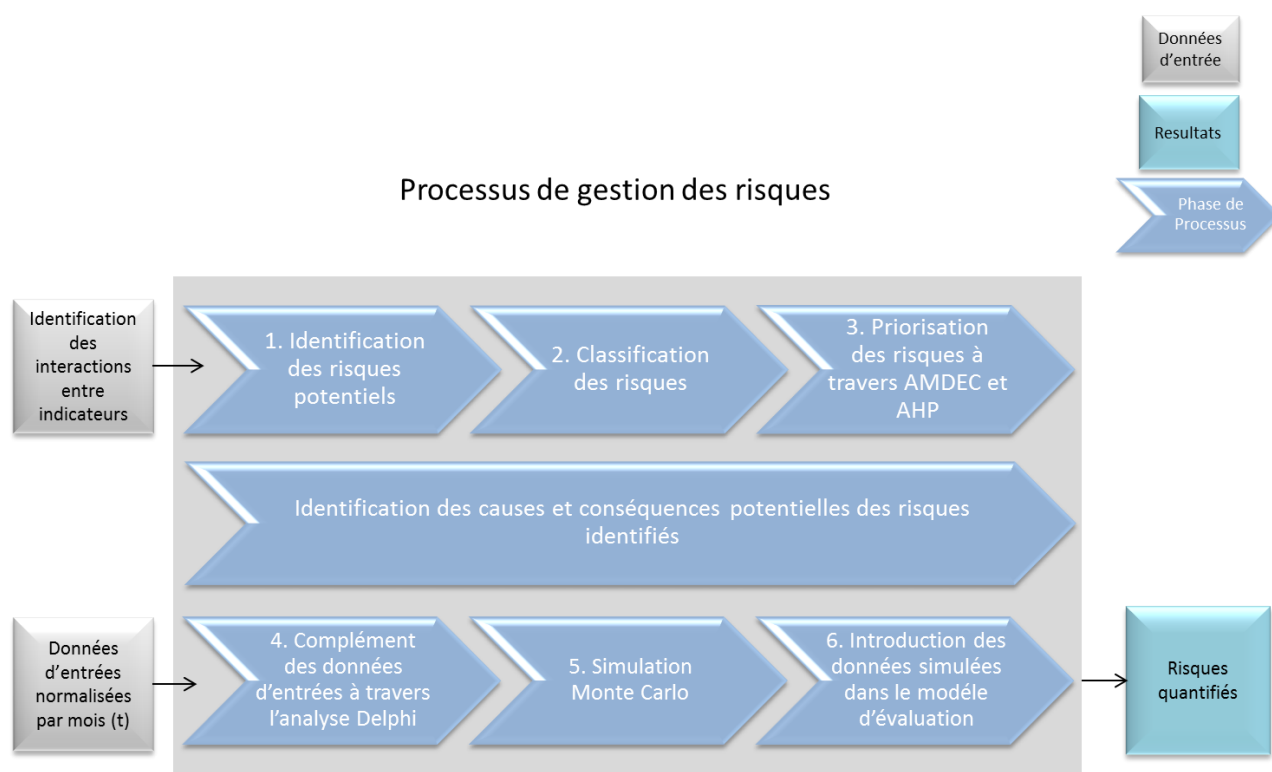 Données
d’entrée
Resultats
Phase de
Processus
Processus de gestion des risques
Identification
des
interactions
entre
indicateurs
1. Identification
des risques
potentiels
2. Classification
des risques
3. Priorisation
des risques à
travers AMDEC et
AHP
Identification des causes et conséquences potentielles des risques
identifiés
Données
d’entrées
normalisées
par mois (t)
4. Complément
des données
d’entrées à travers
l’analyse Delphi
5. Simulation
Monte Carlo
6. Introduction des
données simulées
dans le modéle
d’évaluation
Risques
quantifiés